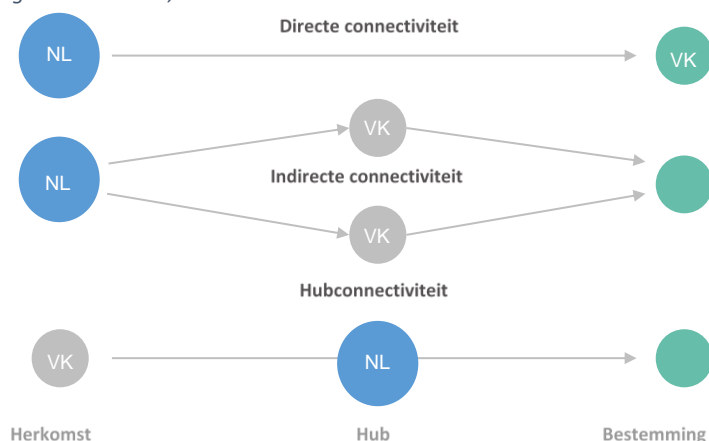 Directe connectiviteit
NL
VK
VK
NL
Indirecte connectiviteit
VK
Hubconnectiviteit
VK
NL
Herkomst
Hub
Bestemming